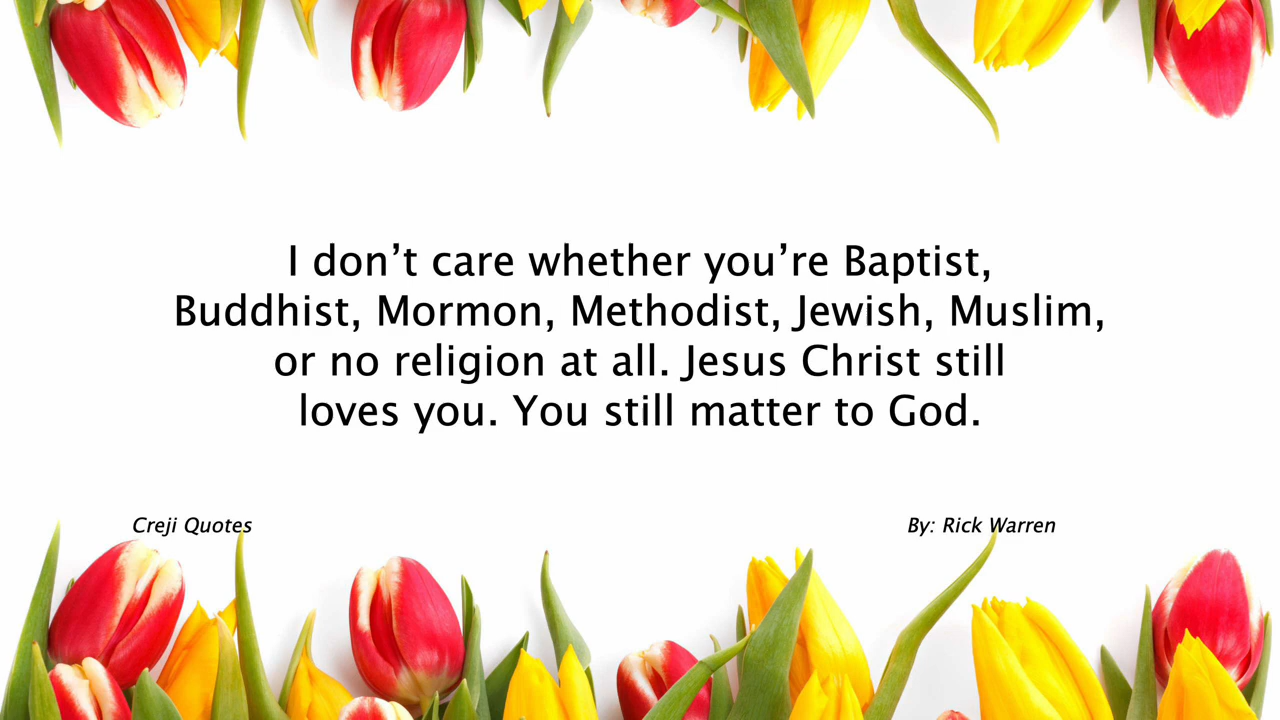 I don’t care whether you’re Baptist,
Buddhist, Mormon, Methodist, Jewish, Muslim,
or no religion at all. Jesus Christ still
loves you. You still matter to God.
Creji Quotes
By: Rick Warren